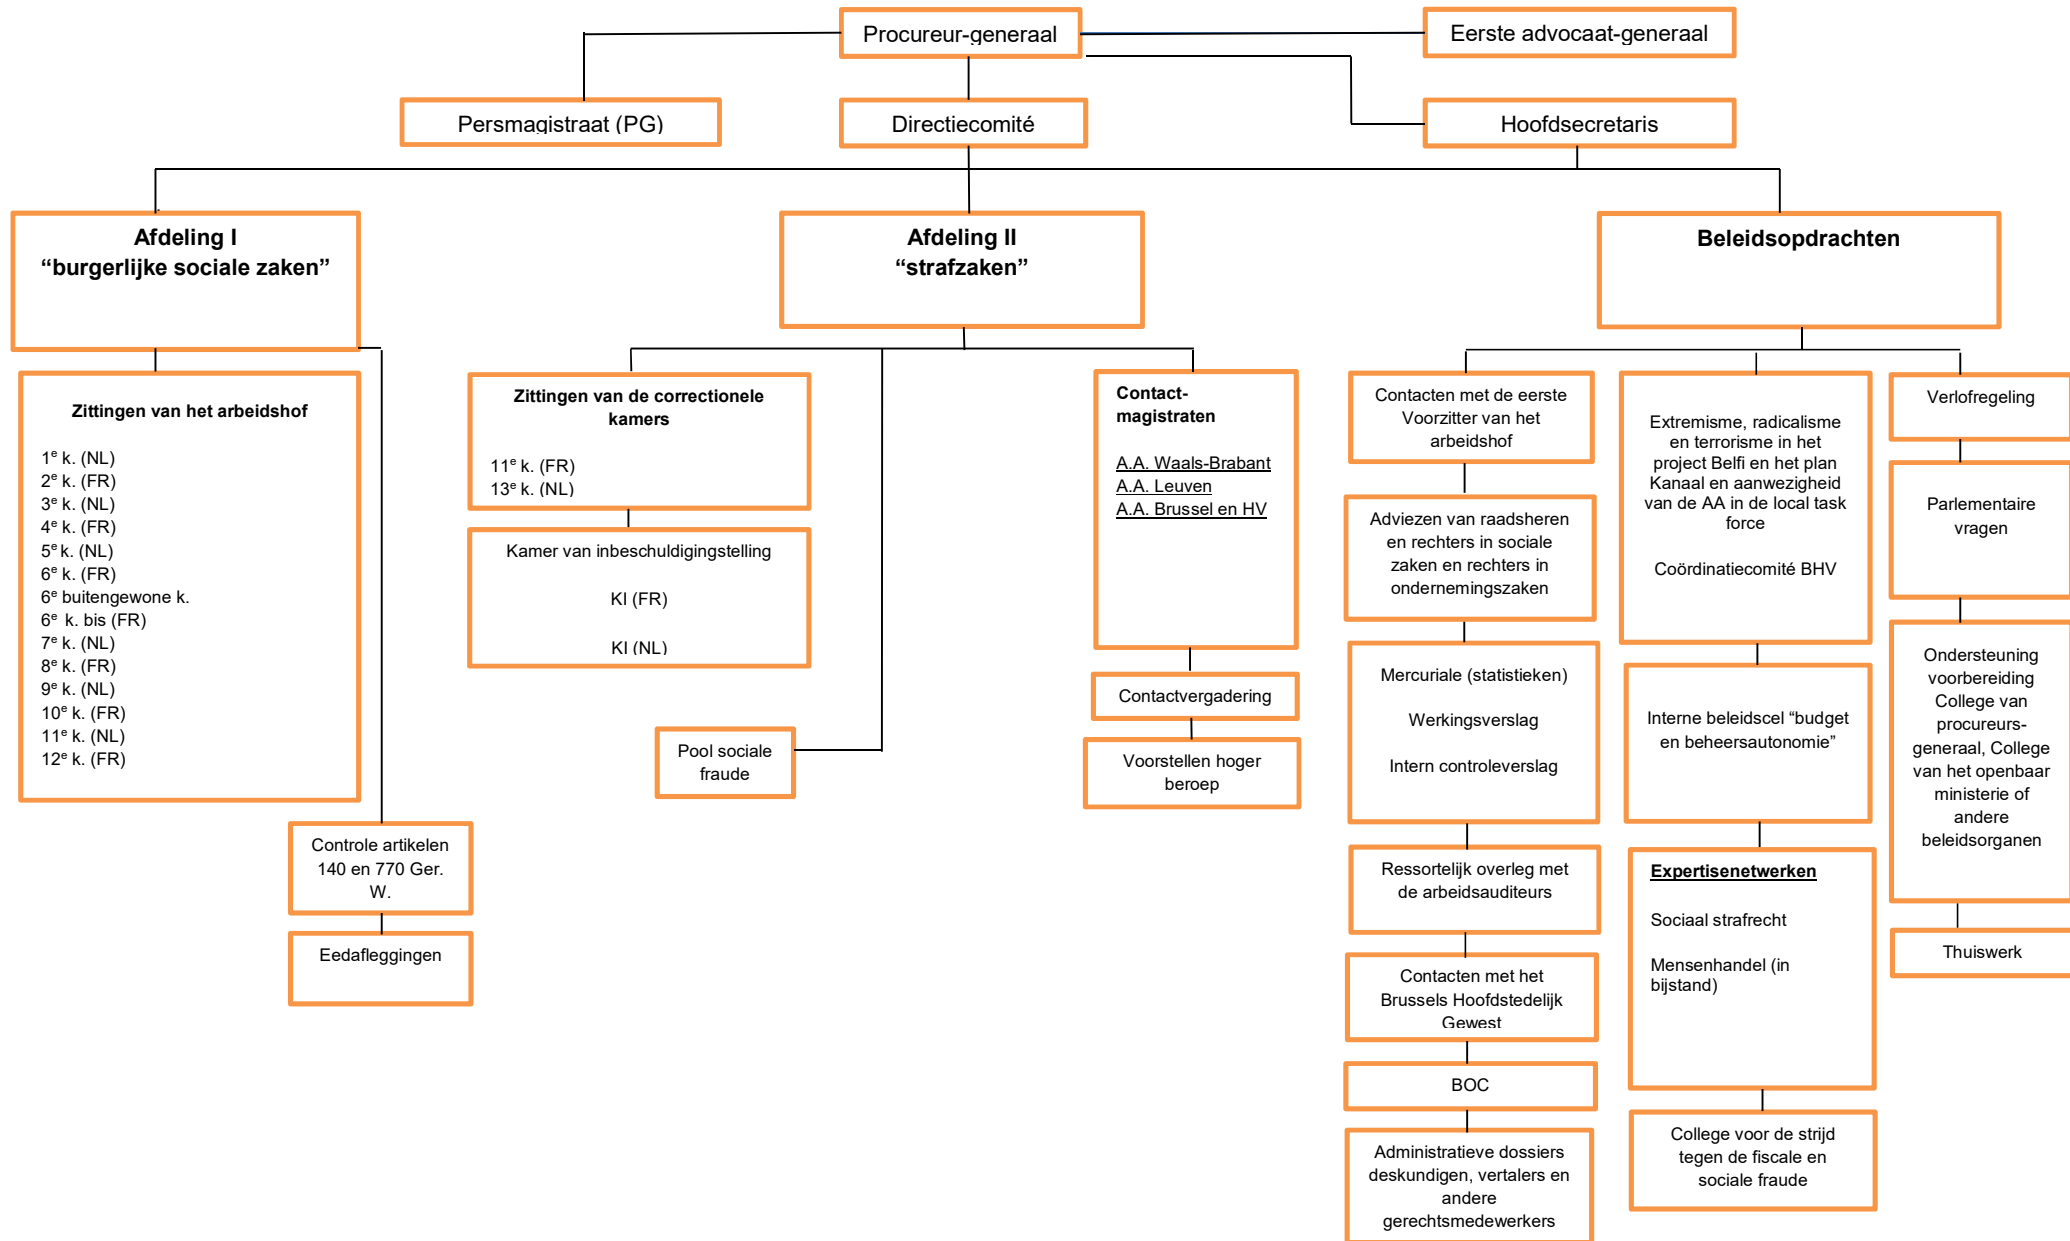 Procureur-generaal
Eerste advocaat-generaal
Persmagistraat (PG)
Directiecomité
Hoofdsecretaris
Afdeling I
“burgerlijke sociale zaken”
Afdeling II
“strafzaken”
Beleidsopdrachten
Zittingen van het arbeidshof
1e k. (NL)
2e k. (FR)
3e k. (NL)
4e k. (FR)
5e k. (NL)
6e k. (FR)
6e buitengewone k.
6e k. bis (FR)
7e k. (NL)
8e k. (FR)
9e k. (NL)
10e k. (FR)
11e k. (NL)
12e k. (FR)
Controle artikelen
140 en 770 Ger.
W.
Eedafleggingen
Zittingen van de correctionele
kamers
11e k. (FR)
13e k. (NL)
Kamer van inbeschuldigingstelling
KI (FR)
KI (NL)
Pool sociale
fraude
Contact-
magistraten
A.A. Waals-Brabant
A.A. Leuven
A.A. Brussel en HV
Contactvergadering
Voorstellen hoger
beroep
Contacten met de eerste
Voorzitter van het
arbeidshof
Adviezen van raadsheren
en rechters in sociale
zaken en rechters in
ondernemingszaken
Mercuriale (statistieken)
Werkingsverslag
Intern controleverslag
Ressortelijk overleg met
de arbeidsauditeurs
Contacten met het
Brussels Hoofdstedelijk
Gewest
BOC
Administratieve dossiers
deskundigen, vertalers en
andere
gerechtsmedewerkers
Extremisme, radicalisme
en terrorisme in het
project Belfi en het plan
Kanaal en aanwezigheid
van de AA in de local task
force
Coördinatiecomité BHV
Interne beleidscel “budget
en beheersautonomie”
Expertisenetwerken
Sociaal strafrecht
Mensenhandel (in
bijstand)
College voor de strijd
tegen de fiscale en
sociale fraude
Verlofregeling
Parlementaire
vragen
Ondersteuning
voorbereiding
College van
procureurs-
generaal, College
van het openbaar
ministerie of
andere
beleidsorganen
Thuiswerk